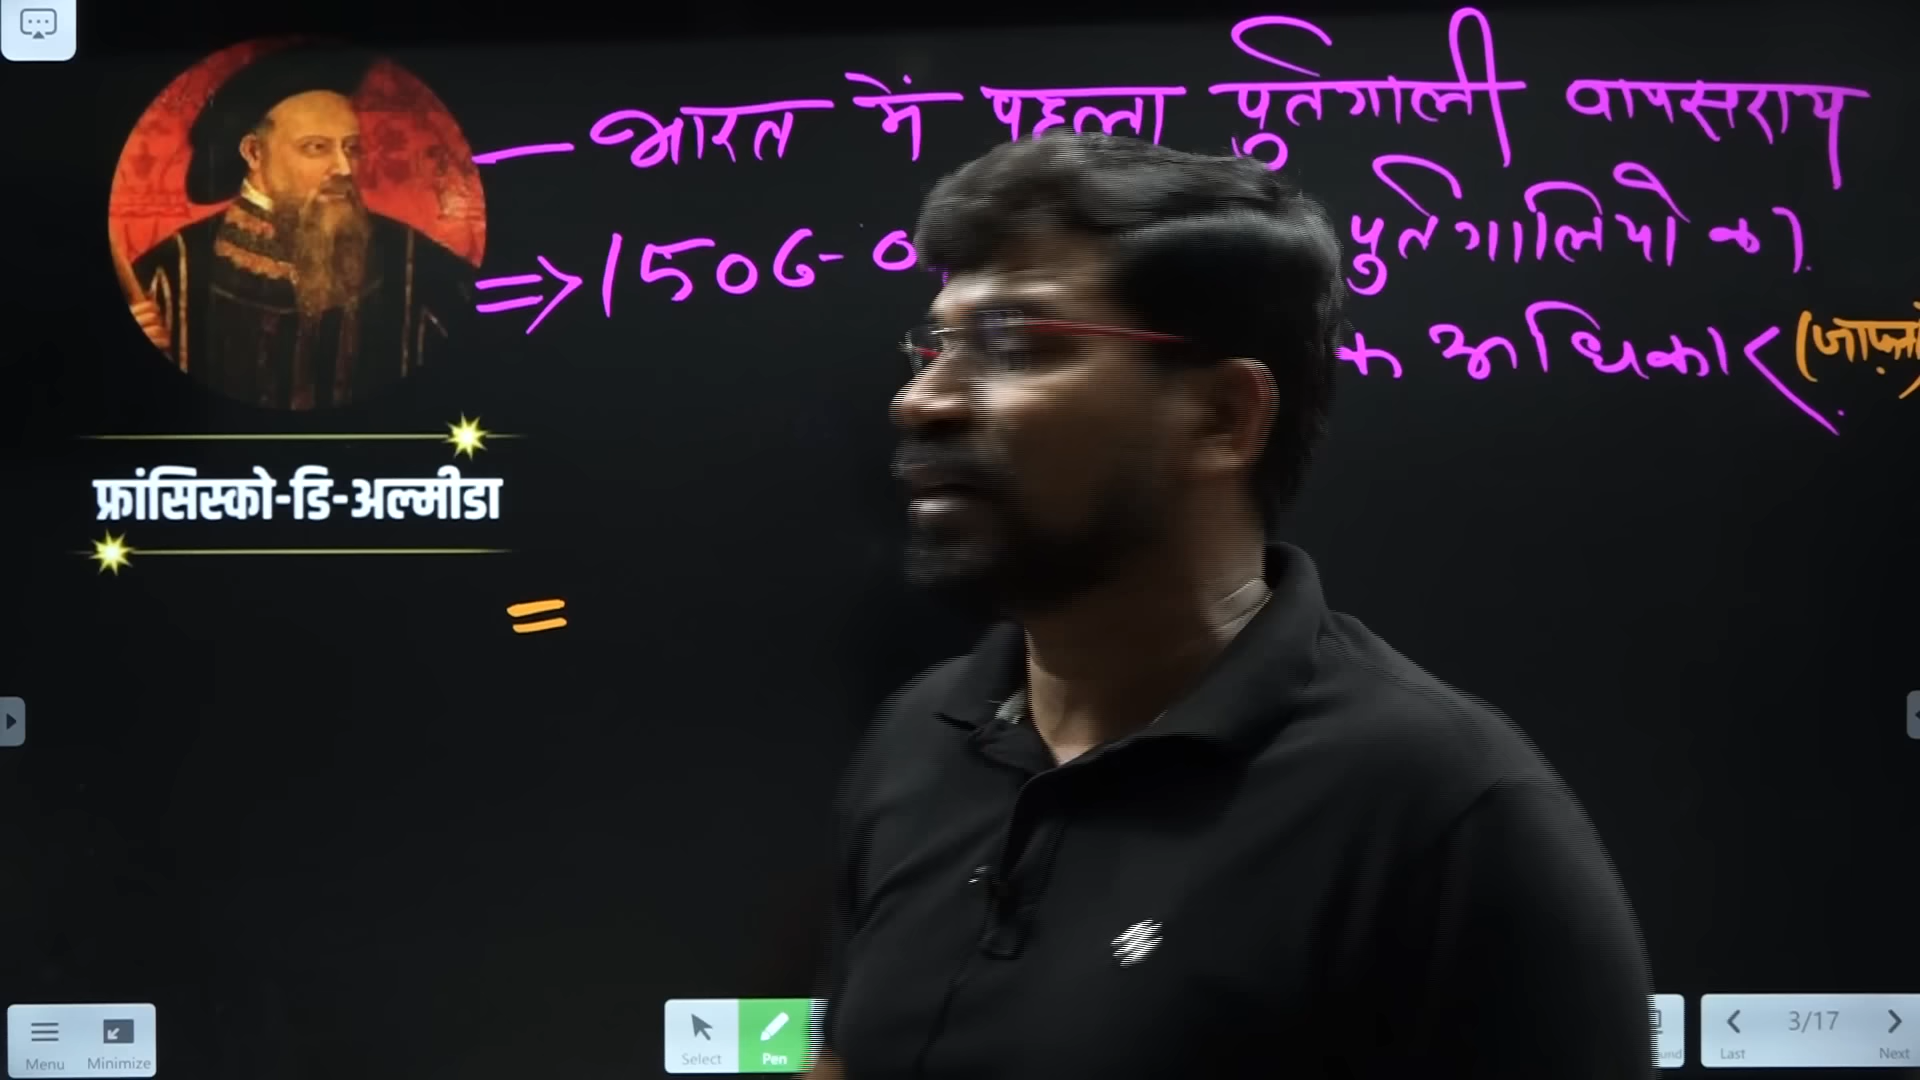 — भारत में पहला पुर्तगाली वायसराय
⇒ 1506-0
पुर्तगालियों का
अधिकार
फ्रांसिस्को-डि-अल्मीडा
=
Menu
Minimize
Select
Pen
3/17
Last
Next